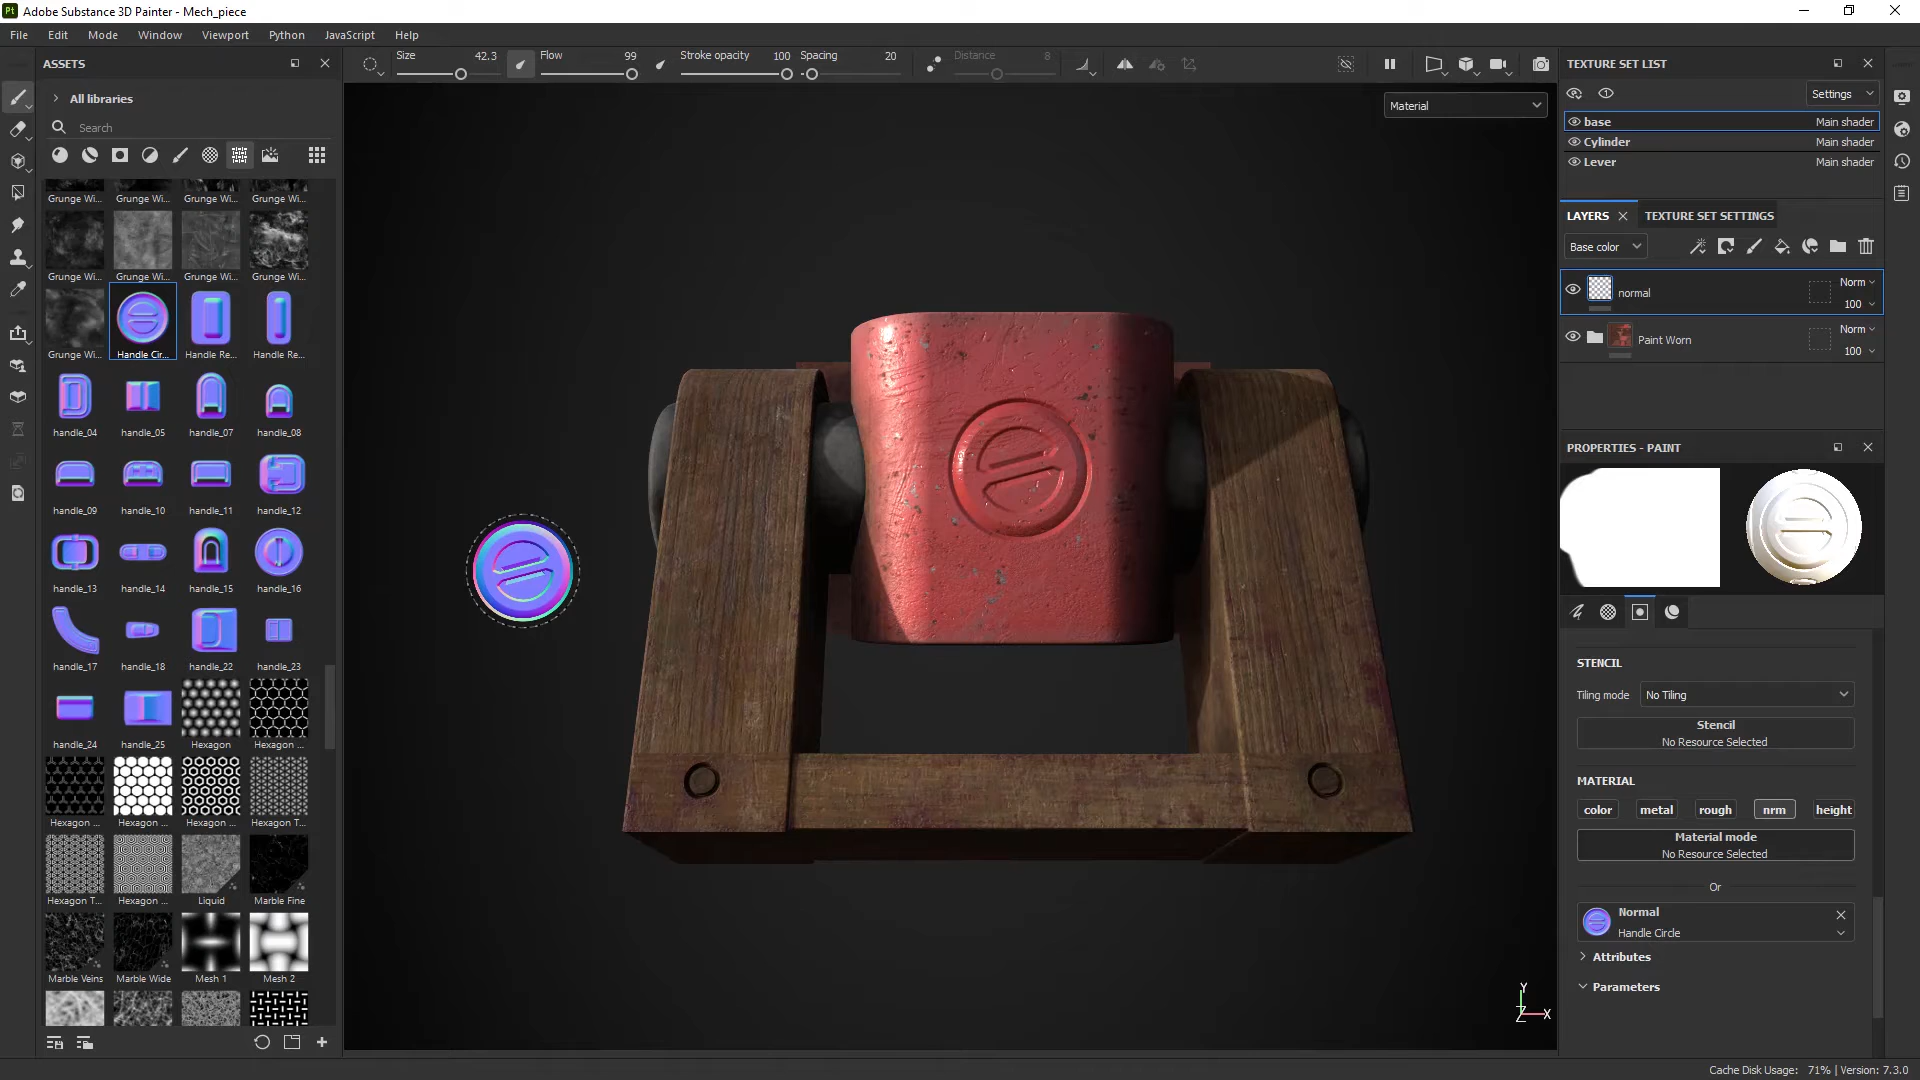 Pt Adobe Substance 3D Painter - Mech_piece
File Edit Mode Window Viewport Python JavaScript Help
ASSETS
All libraries
Search
Grunge Wi... Grunge Wi... Grunge Wi... Grunge Wi...
Grunge Wi... Grunge Wi... Grunge Wi... Grunge Wi...
Grunge Wi... Handle Cir... Handle Re... Handle Re...
handle_04 handle_05 handle_07 handle_08
handle_09 handle_10 handle_11 handle_12
handle_13 handle_14 handle_15 handle_16
handle_17 handle_18 handle_22 handle_23
handle_24 handle_25 Hexagon Hexagon ...
Hexagon ... Hexagon ... Hexagon ... Hexagon T...
Hexagon T... Hexagon ... Liquid Marble Fine
Marble Veins Marble Wide Mesh 1 Mesh 2
Size 42.3 Flow 99 Stroke opacity 100 Spacing 20 Distance 8
Material
Y
Z X
TEXTURE SET LIST
Settings
base Main shader
Cylinder Main shader
Lever Main shader
LAYERS TEXTURE SET SETTINGS
Base color
normal Norm
100
Paint Worn Norm
100
PROPERTIES - PAINT
STENCIL
Tiling mode No Tiling
Stencil
No Resource Selected
MATERIAL
color metal rough nrm height
Material mode
No Resource Selected
Or
Normal
Handle Circle
Attributes
Parameters
Cache Disk Usage: 71% | Version: 7.3.0